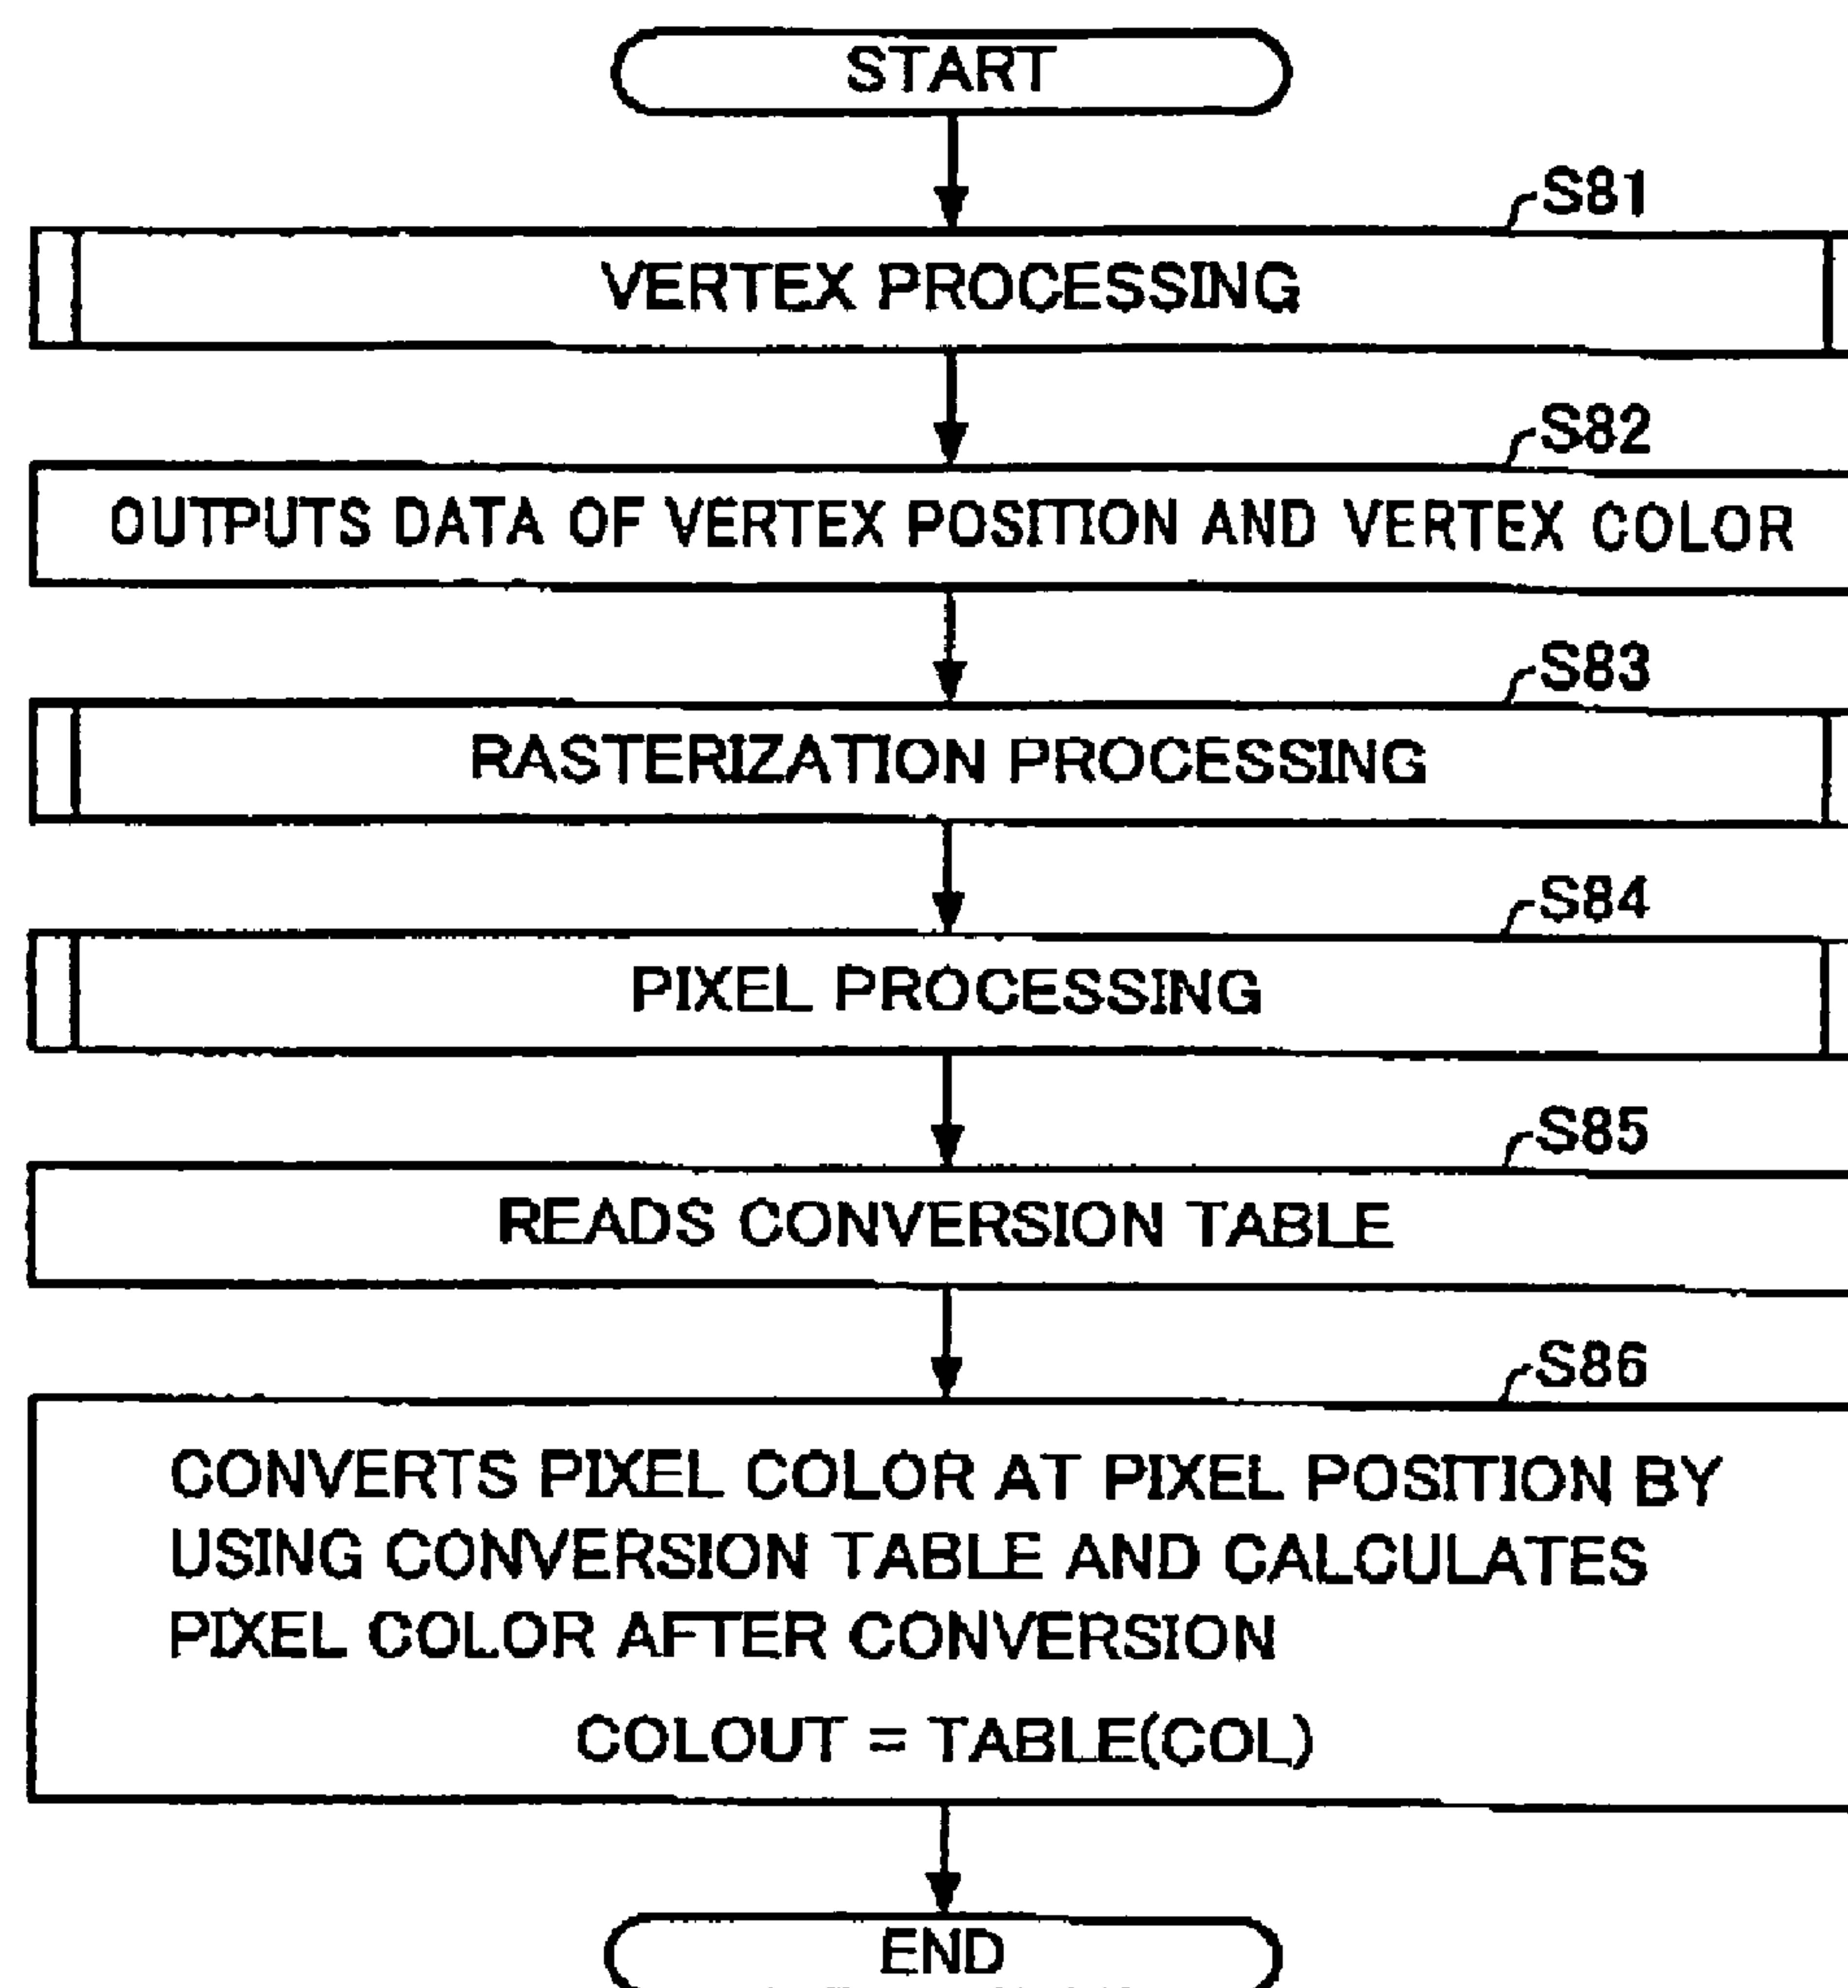 START
S81
VERTEX PROCESSING
S82
OUTPUTS DATA OF VERTEX POSITION AND VERTEX COLOR
S83
RASTERIZATION PROCESSING
S84
PIXEL PROCESSING
S85
READS CONVERSION TABLE
S86
CONVERTS PIXEL COLOR AT PIXEL POSITION BY
USING CONVERSION TABLE AND CALCULATES
PIXEL COLOR AFTER CONVERSION
COLOUT = TABLE(COL)
END